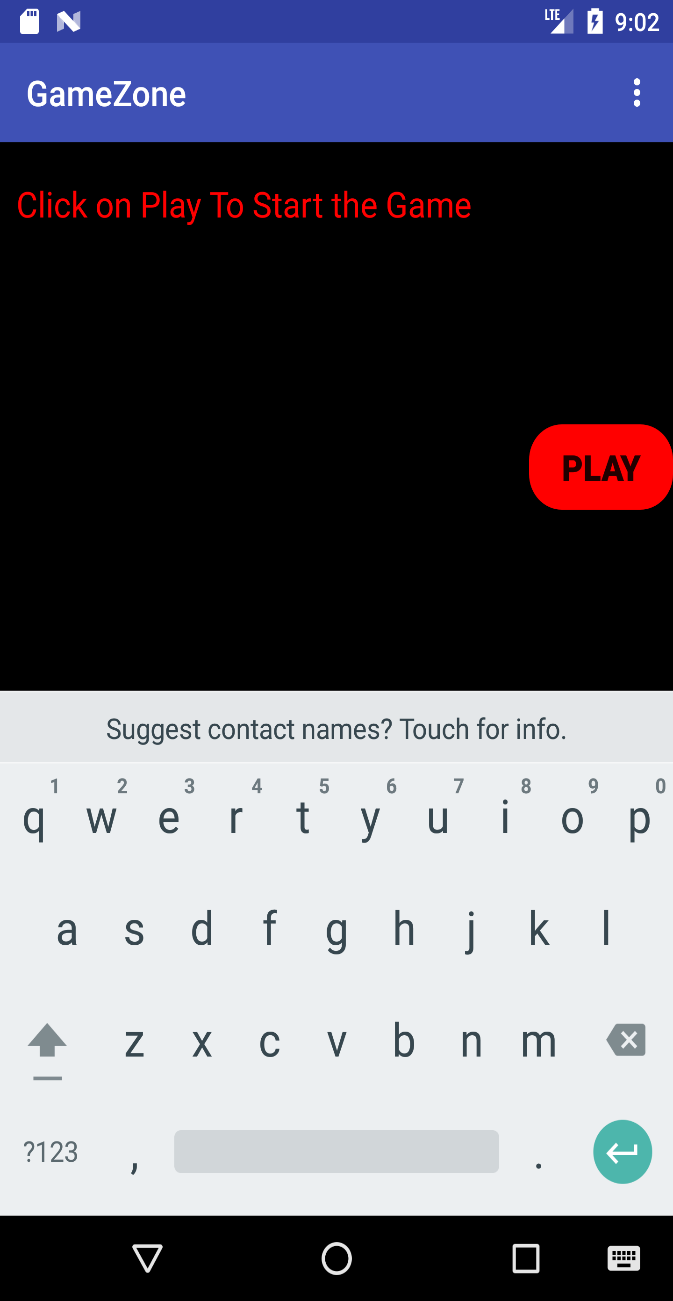 LTE 9:02
GameZone
Click on Play To Start the Game
PLAY
Suggest contact names? Touch for info.
1 2 3 4 5 6 7 8 9 0
q w e r t y u i o p
a s d f g h j k l
z x c v b n m
?123 , .